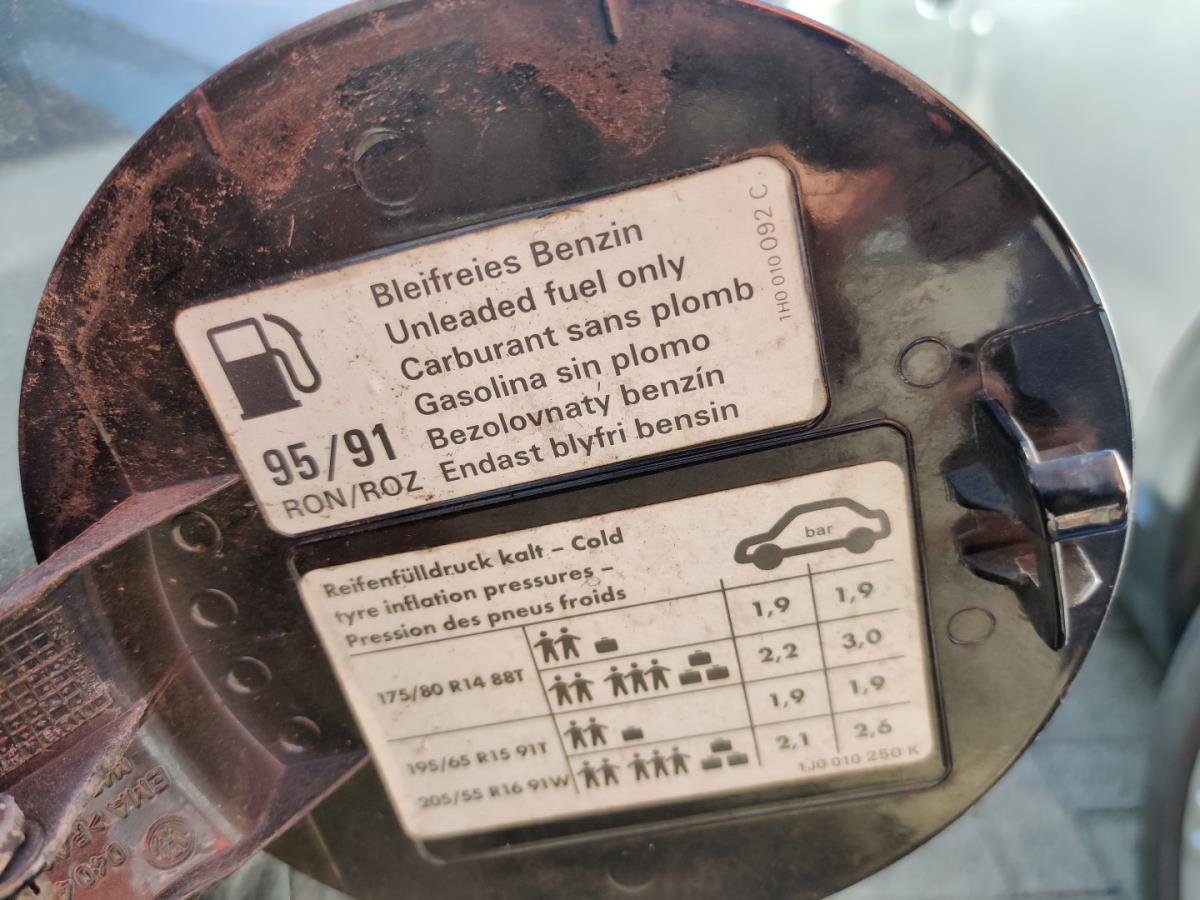 Bleifreies Benzin
Unleaded fuel only
Carburant sans plomb
Gasolina sin plomo
Bezolovnatý benzín
Endast blyfri bensin
95/91
RON/ROZ
1H0 010 092 C
Reifenfülldruck kalt – Cold
tyre inflation pressures –
Pression des pneus froids
bar
175/80 R14 88T
1,9 1,9
2,2 3,0
195/65 R15 91T
1,9 1,9
205/55 R16 91W
2,1 2,6
1J0 010 250 K